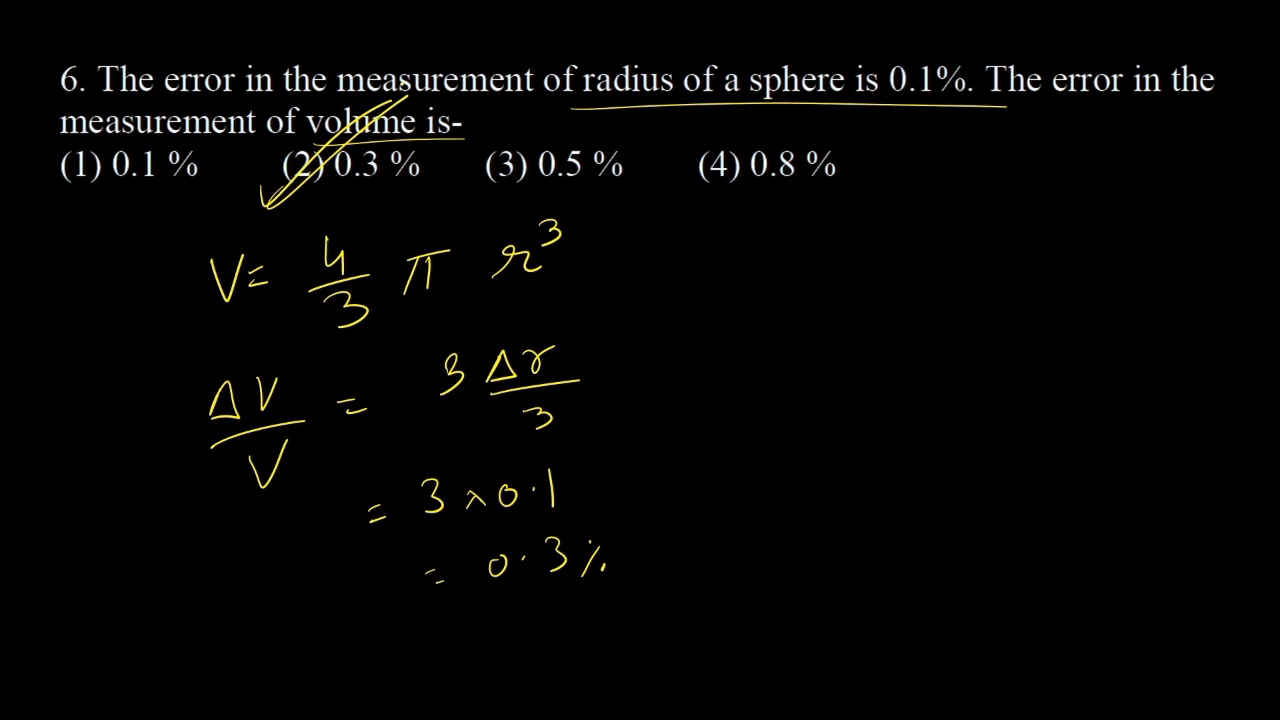 6. The error in the measurement of radius of a sphere is 0.1%. The error in the
measurement of volume is-
(1) 0.1 % (2) 0.3 % (3) 0.5 % (4) 0.8 %
V= 4/3 π r³
ΔV/V = 3 Δr/3
= 3 × 0.1
= 0.3%